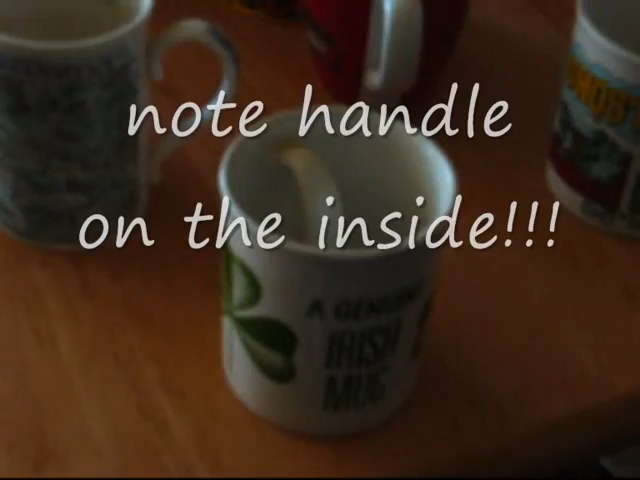 note handle
on the inside!!!
A GENUINE
IRISH
MUG